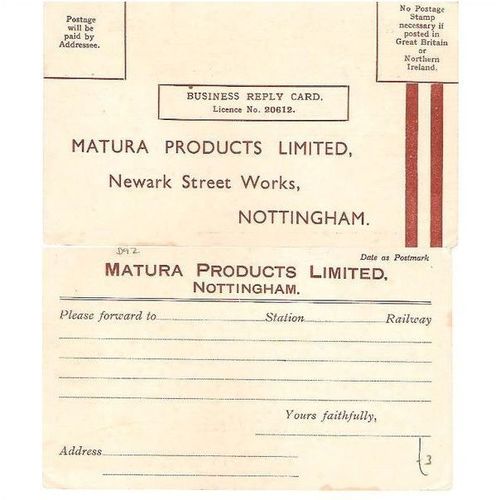 Postage
will be
paid by
Addressee.
No Postage
Stamp
necessary if
posted in
Great Britain
or
Northern
Ireland.
BUSINESS REPLY CARD.
Licence No. 20612.
MATURA PRODUCTS LIMITED,
Newark Street Works,
NOTTINGHAM.
D92
Date as Postmark
MATURA PRODUCTS LIMITED,
NOTTINGHAM.
Please forward to Station Railway
Yours faithfully,
Address